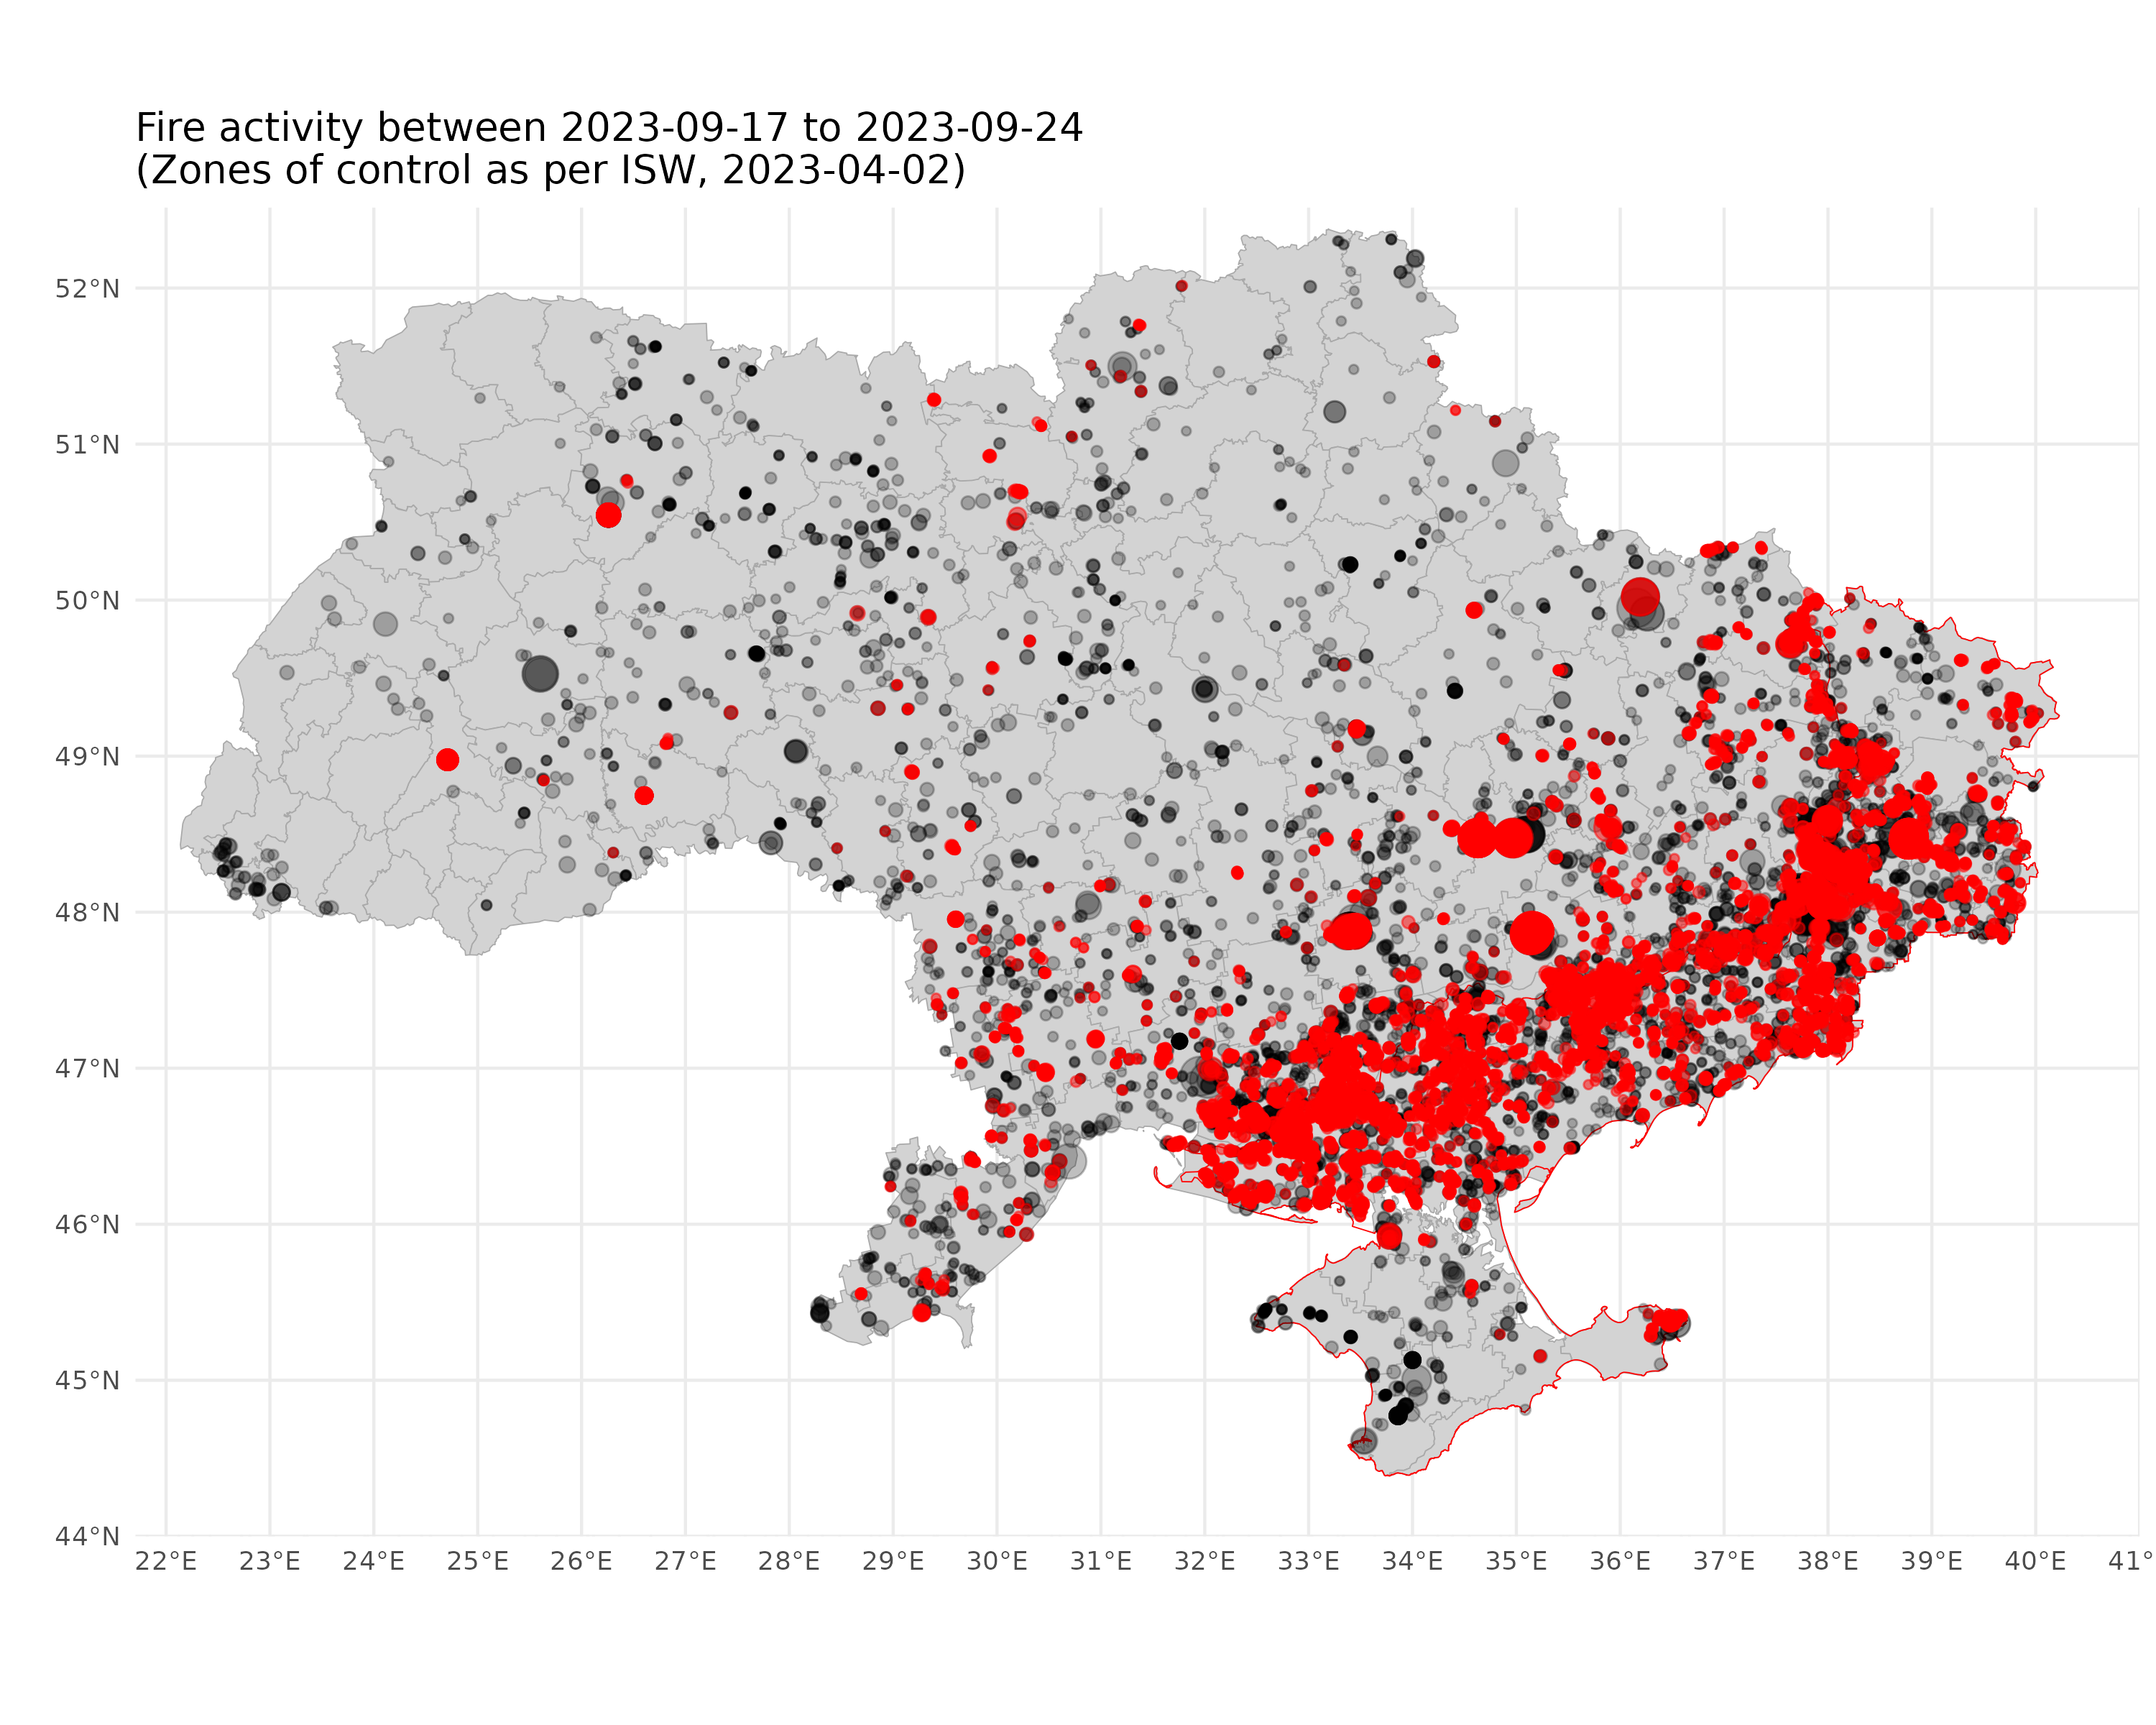 Fire activity between 2023-09-17 to 2023-09-24
(Zones of control as per ISW, 2023-04-02)
52°N
51°N
50°N
49°N
48°N
47°N
46°N
45°N
44°N
22°E 23°E 24°E 25°E 26°E 27°E 28°E 29°E 30°E 31°E 32°E 33°E 34°E 35°E 36°E 37°E 38°E 39°E 40°E 41°